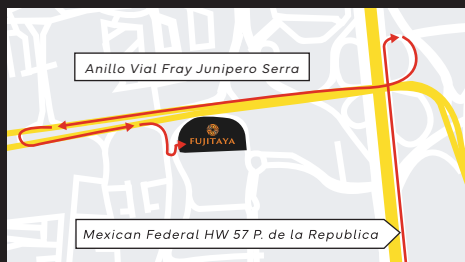 Anillo Vial Fray Junipero Serra
FUJITAYA
Mexican Federal HW 57 P. de la Republica